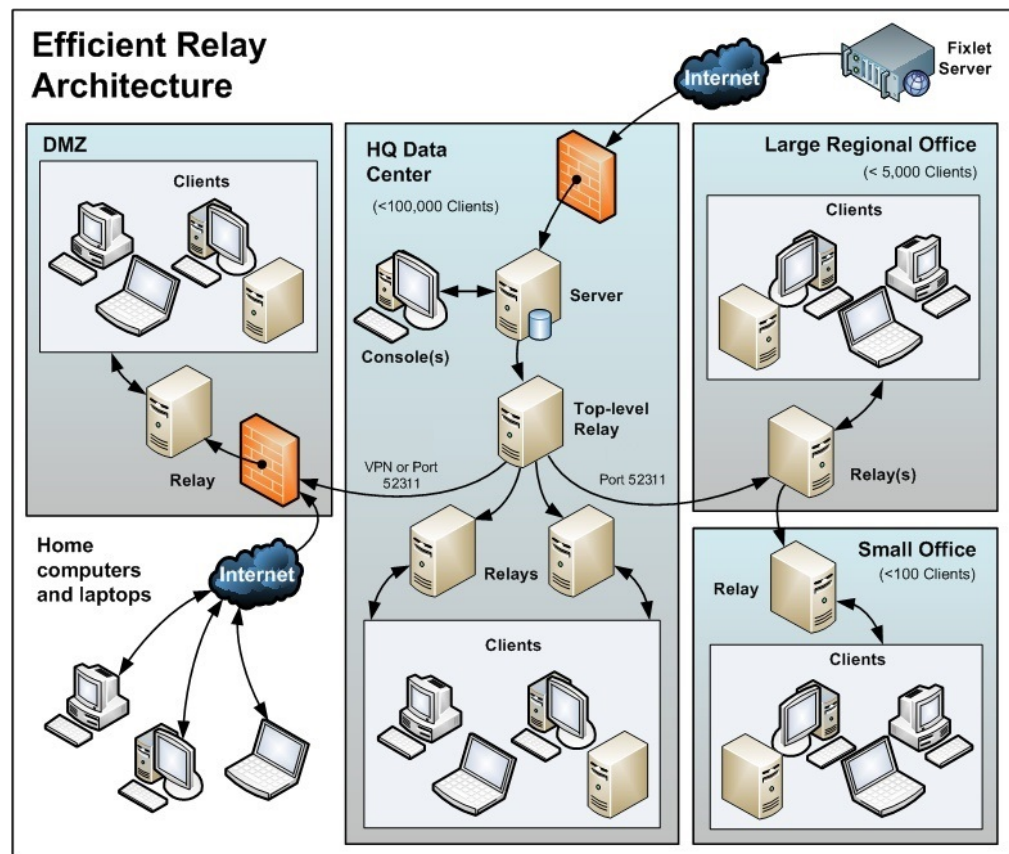 Efficient Relay
Architecture
Internet
Fixlet
Server
DMZ
Clients
Relay
HQ Data
Center
(<100,000 Clients)
Server
Console(s)
Top-level
Relay
VPN or Port
52311
Port 52311
Relays
Clients
Large Regional Office
(< 5,000 Clients)
Clients
Relay(s)
Small Office
(<100 Clients)
Relay
Clients
Home
computers
and laptops
Internet